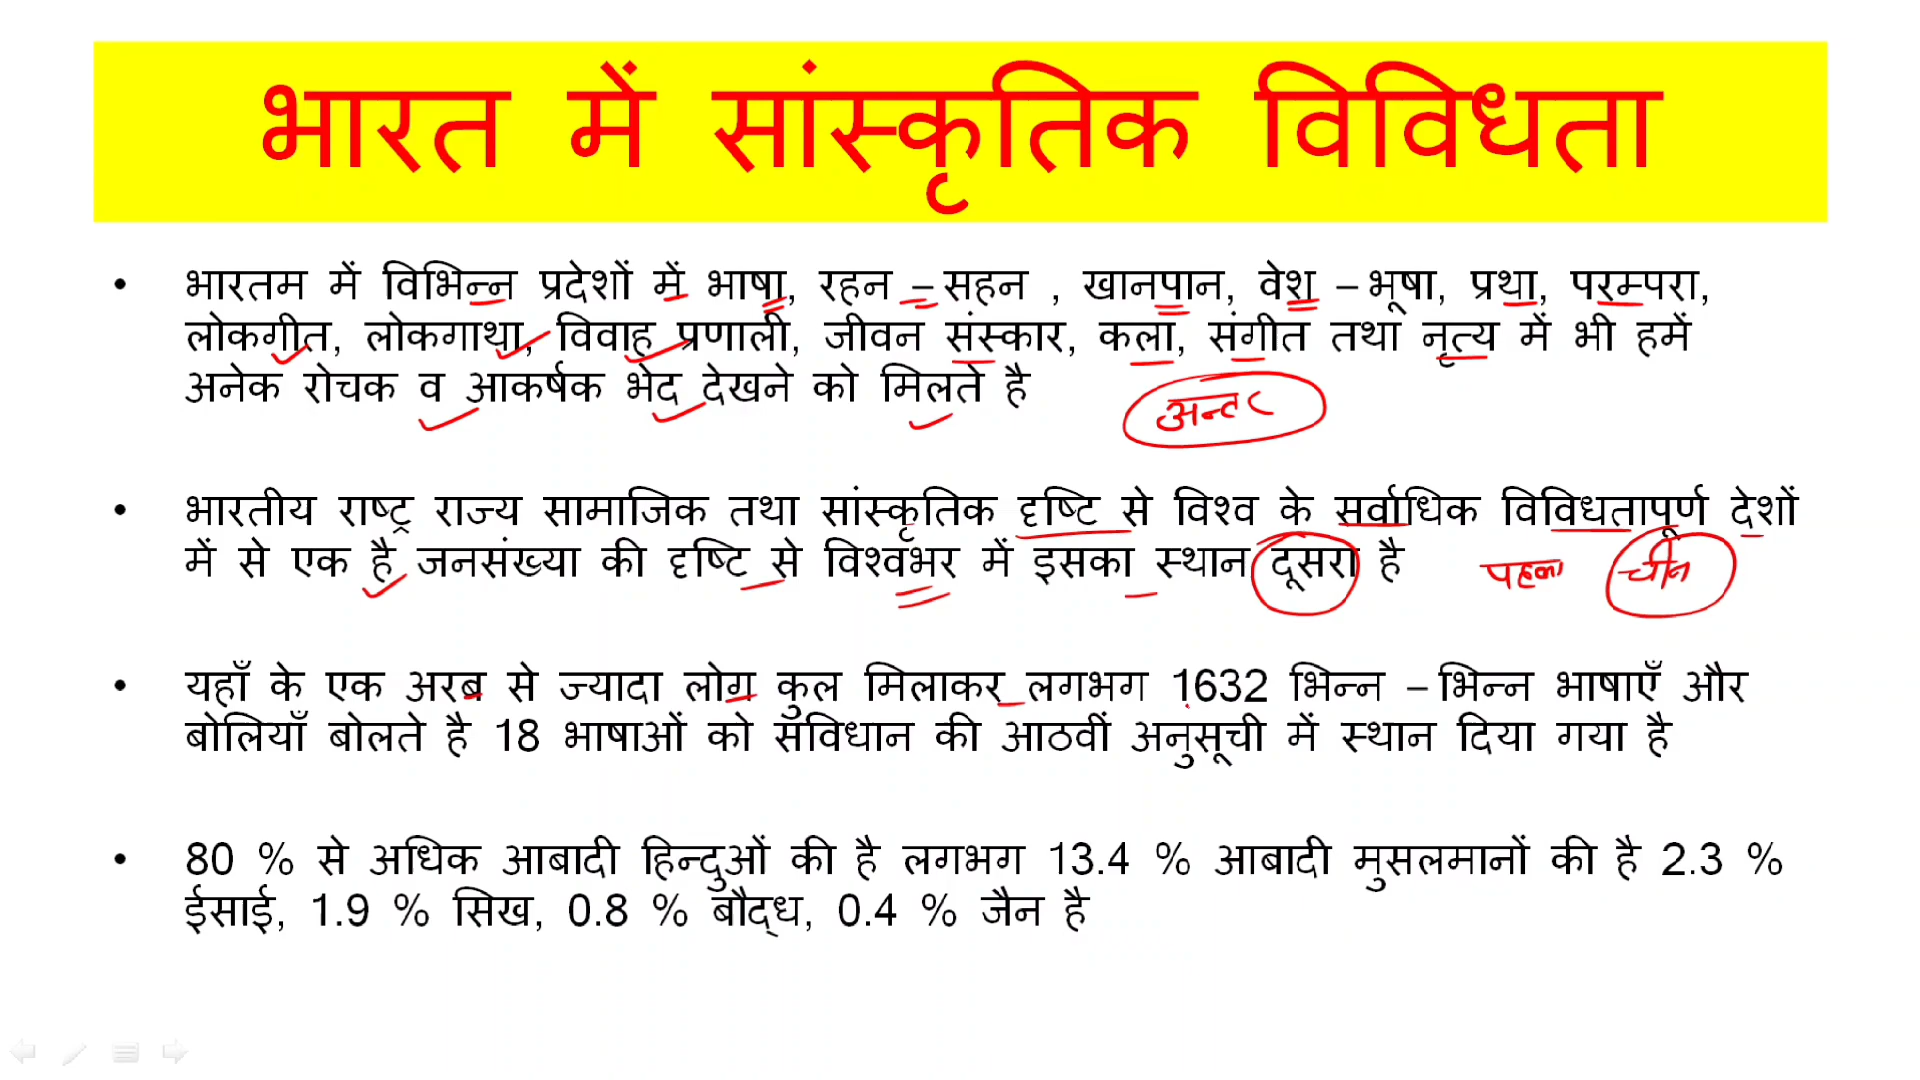 भारत में सांस्कृतिक विविधता
• भारतम में विभिन्न प्रदेशों में भाषा, रहन – सहन , खानपान, वेश – भूषा, प्रथा, परम्परा,
लोकगीत, लोकगाथा, विवाह प्रणाली, जीवन संस्कार, कला, संगीत तथा नृत्य में भी हमें
अनेक रोचक व आकर्षक भेद देखने को मिलते है
अन्तर
• भारतीय राष्ट्र राज्य सामाजिक तथा सांस्कृतिक दृष्टि से विश्व के सर्वाधिक विविधतापूर्ण देशों
में से एक है जनसंख्या की दृष्टि से विश्वभर में इसका स्थान दूसरा है पहला चीन
• यहाँ के एक अरब से ज्यादा लोग कुल मिलाकर लगभग 1632 भिन्न – भिन्न भाषाएँ और
बोलियाँ बोलते है 18 भाषाओं को संविधान की आठवीं अनुसूची में स्थान दिया गया है
• 80 % से अधिक आबादी हिन्दुओं की है लगभग 13.4 % आबादी मुसलमानों की है 2.3 %
ईसाई, 1.9 % सिख, 0.8 % बौद्ध, 0.4 % जैन है